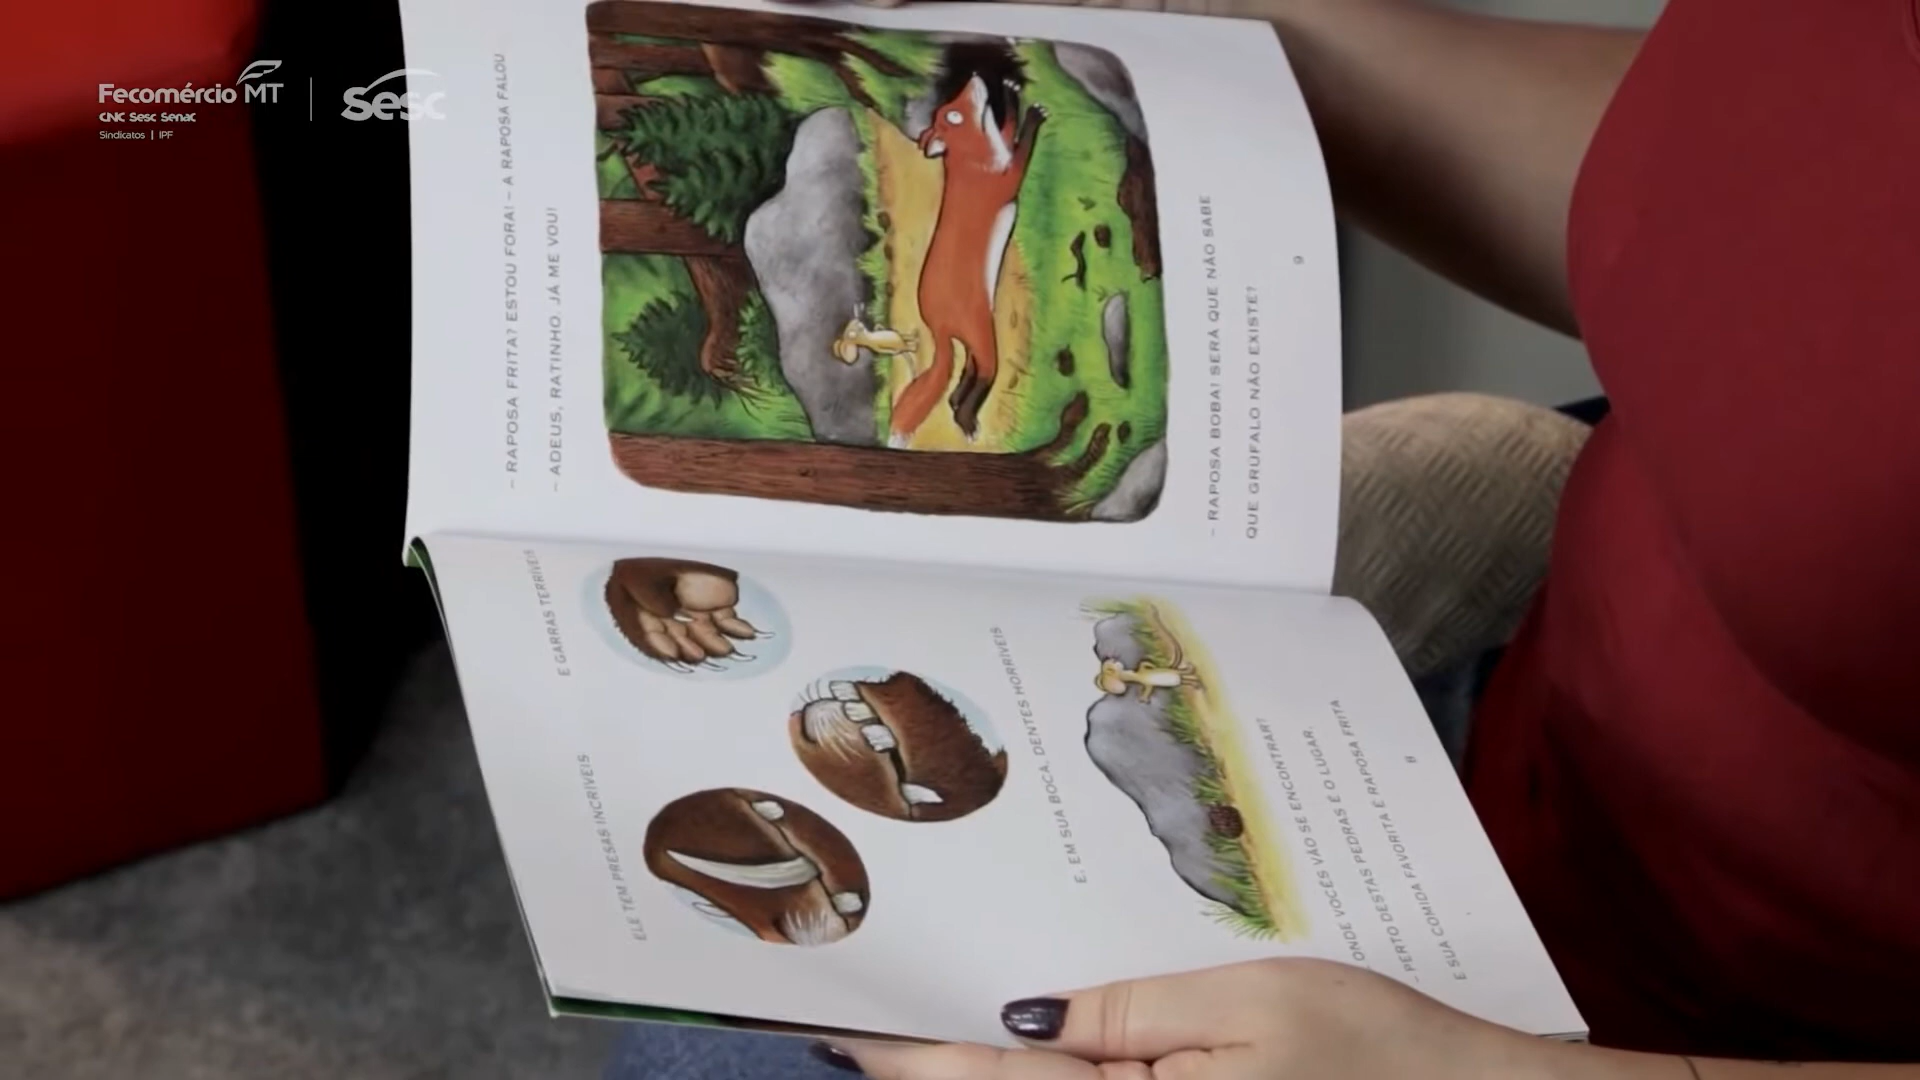 Fecomércio MT
CNC Sesc Senac
Sindicatos | IPF
Sesc
ELE TEM PRESAS INCRÍVEIS
E GARRAS TERRÍVEIS
E, EM SUA BOCA, DENTES HORRÍVEIS
ONDE VOCÊS VÃO SE ENCONTRAR?
– PERTO DESTAS PEDRAS É O LUGAR,
E SUA COMIDA FAVORITA É RAPOSA FRITA
8
– RAPOSA FRITA? ESTOU FORA! – A RAPOSA FALOU
– ADEUS, RATINHO. JÁ ME VOU!
– RAPOSA BOBA! SERÁ QUE NÃO SABE
QUE GRÚFALO NÃO EXISTE?
9